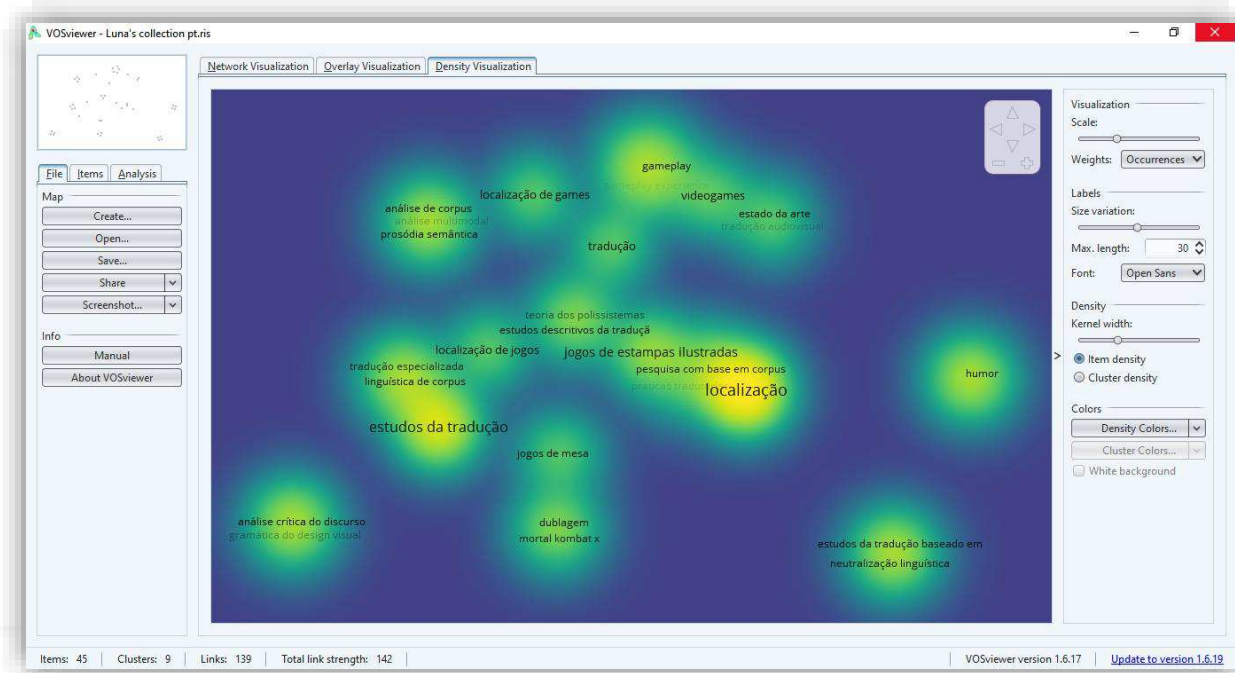 VOSviewer - Luna's collection pt.ris
Network Visualization Overlay Visualization Density Visualization
File Items Analysis
Map
Create...
Open...
Save...
Share
Screenshot...
Info
Manual
About VOSviewer
gameplay
gameplay experience
localização de games
videogames
análise de corpus
análise multimodal
prosódia semântica
estado da arte
tradução audiovisual
tradução
teoria dos polissistemas
estudos descritivos da traduçã
localização de jogos
jogos de estampas ilustradas
tradução especializada
pesquisa com base em corpus
humor
linguística de corpus
localização
estudos da tradução
jogos de mesa
análise crítica do discurso
gramática do design visual
dublagem
mortal kombat x
estudos da tradução baseado em
neutralização linguística
Visualization
Scale:
Weights: Occurrences
Labels
Size variation:
Max. length: 30
Font: Open Sans
Density
Kernel width:
>
Item density
Cluster density
Colors
Density Colors...
Cluster Colors...
White background
Items: 45 Clusters: 9 Links: 139 Total link strength: 142 VOSviewer version 1.6.17 Update to version 1.6.19